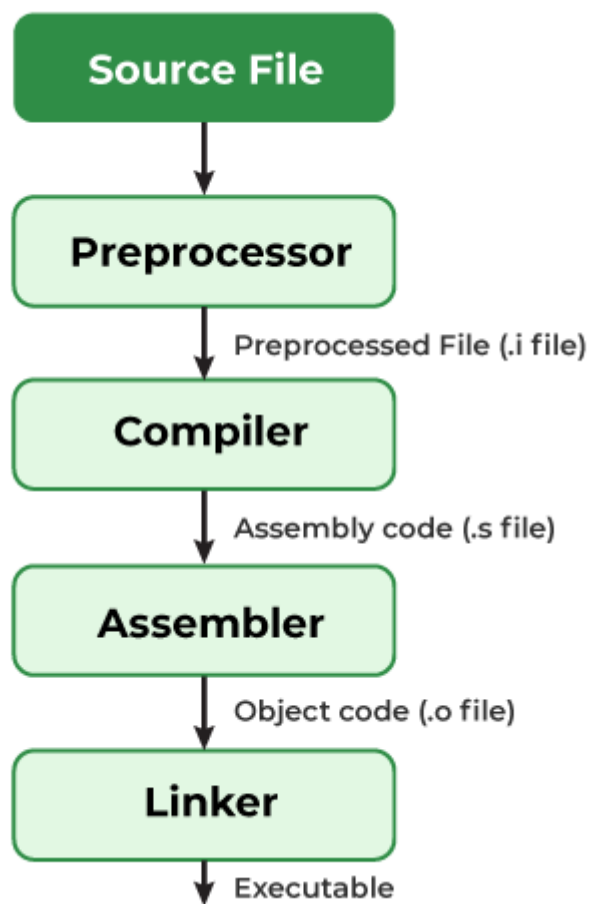 Source File
Preprocessor
Preprocessed File (.i file)
Compiler
Assembly code (.s file)
Assembler
Object code (.o file)
Linker
Executable